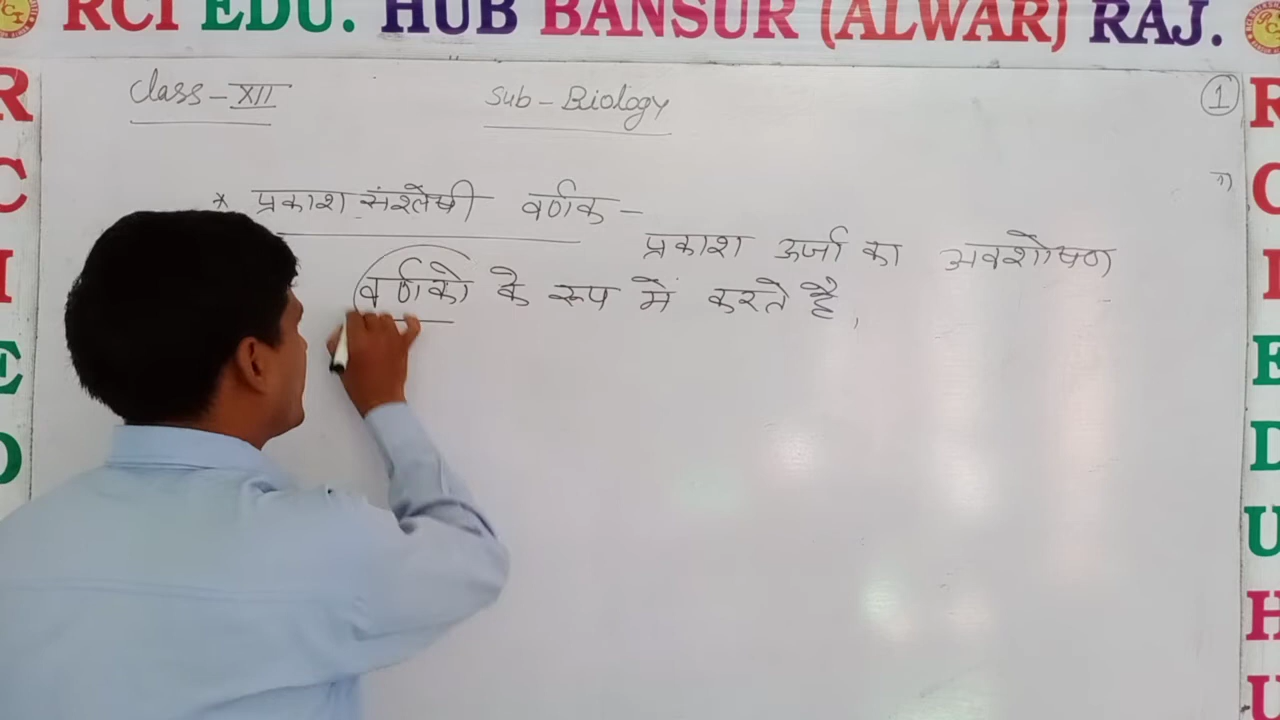 RCI EDU. HUB BANSUR (ALWAR) RAJ.
Class - XII
Sub - Biology
1
* प्रकाश संश्लेषी वर्णक -
प्रकाश ऊर्जा का अवशोषण
वर्णको के रूप में करते है,
R
C
I
E
D
R
C
I
E
D
U
H
U